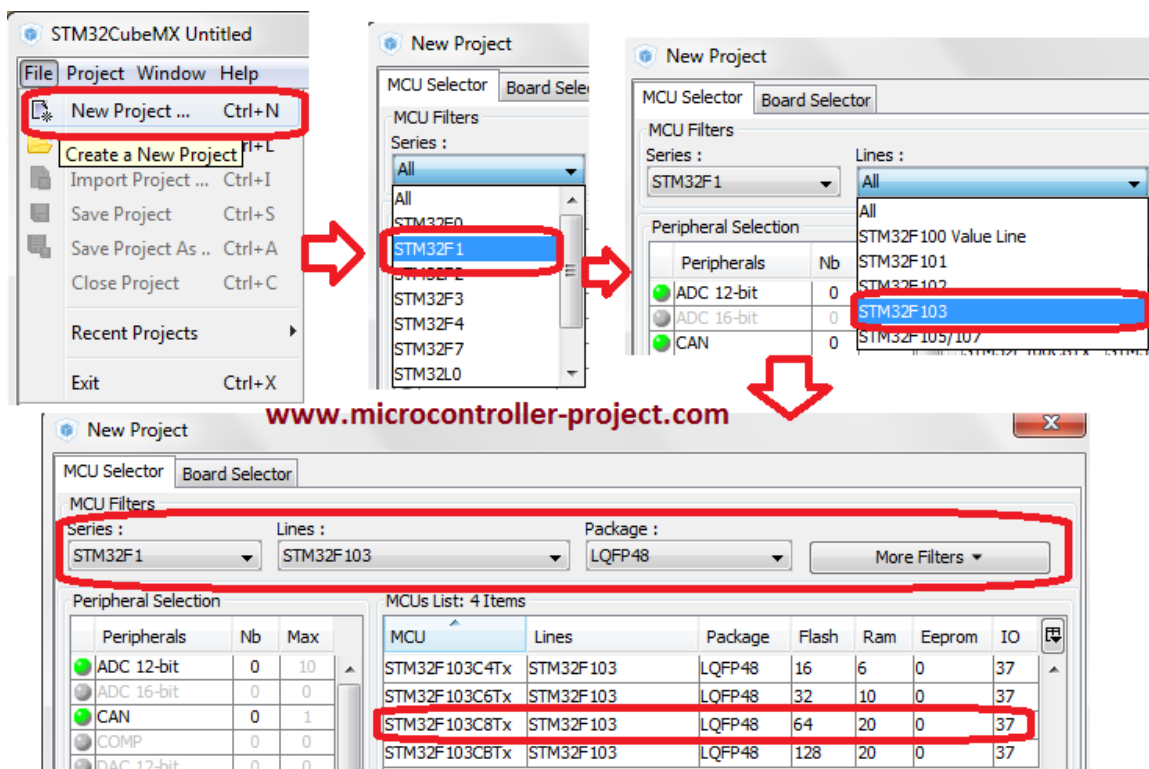 STM32CubeMX Untitled
File Project Window Help
New Project ... Ctrl+N
Create a New Project
Import Project ... Ctrl+I
Save Project Ctrl+S
Save Project As .. Ctrl+A
Close Project Ctrl+C
Recent Projects
Exit Ctrl+X
New Project
MCU Selector Board Sele
MCU Filters
Series :
All
All
STM32F0
STM32F1
STM32F2
STM32F3
STM32F4
STM32F7
STM32L0
New Project
MCU Selector Board Selector
MCU Filters
Series : Lines :
STM32F1 All
All
STM32F100 Value Line
STM32F101
STM32F102
STM32F103
STM32F105/107
Peripheral Selection
Peripherals Nb
ADC 12-bit 0
ADC 16-bit 0
CAN 0
www.microcontroller-project.com
New Project
MCU Selector Board Selector
MCU Filters
Series : Lines : Package :
STM32F1 STM32F103 LQFP48 More Filters
Peripheral Selection MCUs List: 4 Items
Peripherals Nb Max MCU Lines Package Flash Ram Eeprom IO
ADC 12-bit 0 10 STM32F103C4Tx STM32F103 LQFP48 16 6 0 37
ADC 16-bit 0 0 STM32F103C6Tx STM32F103 LQFP48 32 10 0 37
CAN 0 1 STM32F103C8Tx STM32F103 LQFP48 64 20 0 37
COMP 0 0 STM32F103CBTx STM32F103 LQFP48 128 20 0 37
DAC 12-bit 0 0